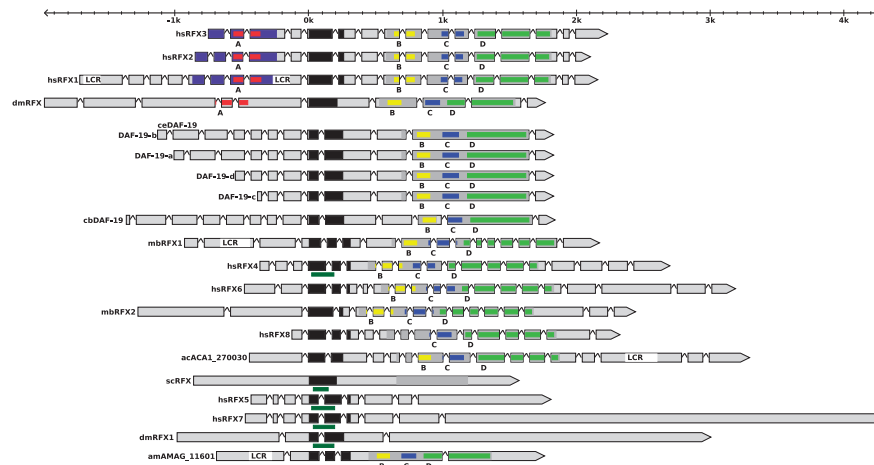 -1k 0k 1k 2k 3k 4k
hsRFX3
A B C D
hsRFX2
A B C D
hsRFX1 LCR LCR
A B C D
dmRFX
A B C D
ceDAF-19
DAF-19-b
B C D
DAF-19-a
B C D
DAF-19-d
B C D
DAF-19-c
B C D
cbDAF-19
B C D
mbRFX1 LCR
B C D
hsRFX4
B C D
hsRFX6
B C D
mbRFX2
B C D
hsRFX8
C D
acACA1_270030 LCR
B C D
scRFX
hsRFX5
hsRFX7
dmRFX1
amAMAG_11601 LCR
B C D